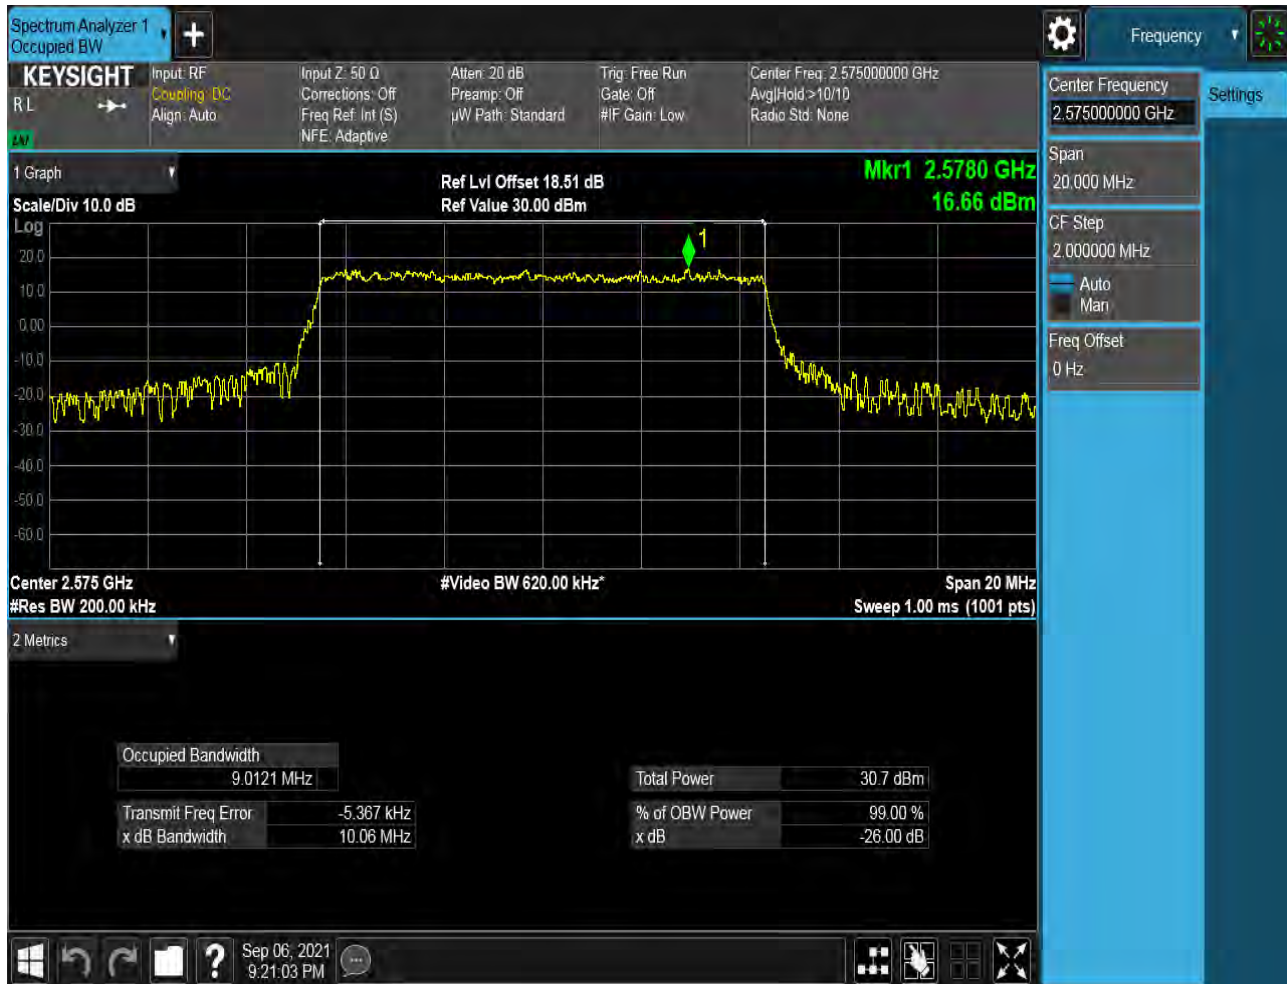 Spectrum Analyzer 1
Occupied BW
Frequency
KEYSIGHT
R L
Input: RF
Coupling: DC
Align: Auto
Input Z: 50 Ω
Corrections: Off
Freq Ref: Int (S)
NFE: Adaptive
Atten: 20 dB
Preamp: Off
µW Path: Standard
Trig: Free Run
Gate: Off
#IF Gain: Low
Center Freq: 2.575000000 GHz
Avg|Hold:>10/10
Radio Std: None
Center Frequency
2.575000000 GHz
Settings
Span
20.000 MHz
CF Step
2.000000 MHz
Auto
Man
Freq Offset
0 Hz
1 Graph
Scale/Div 10.0 dB
Ref Lvl Offset 18.51 dB
Ref Value 30.00 dBm
Mkr1 2.5780 GHz
16.66 dBm
Log
1
20.0
10.0
0.00
-10.0
-20.0
-30.0
-40.0
-50.0
-60.0
Center 2.575 GHz
#Video BW 620.00 kHz*
Span 20 MHz
#Res BW 200.00 kHz
Sweep 1.00 ms (1001 pts)
2 Metrics
Occupied Bandwidth
9.0121 MHz
Total Power 30.7 dBm
Transmit Freq Error -5.367 kHz
% of OBW Power 99.00 %
x dB Bandwidth 10.06 MHz
x dB -26.00 dB
?
Sep 06, 2021
9:21:03 PM